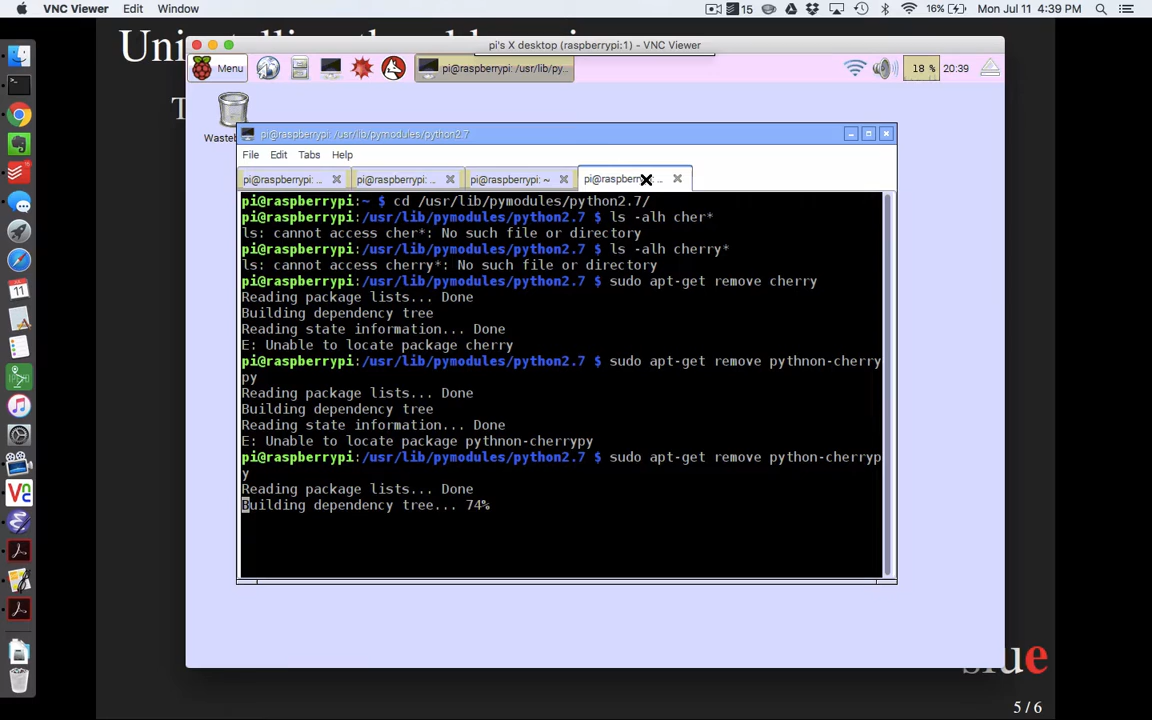 VNC Viewer Edit Window 15 16% Mon Jul 11 4:39 PM
pi's X desktop (raspberrypi:1) - VNC Viewer
Menu pi@raspberrypi: /usr/lib/py... 18 % 20:39
pi@raspberrypi: /usr/lib/pymodules/python2.7
File Edit Tabs Help
pi@raspberrypi: ... pi@raspberrypi: ... pi@raspberrypi: ~
pi@raspberrypi:~ $ cd /usr/lib/pymodules/python2.7/
pi@raspberrypi:/usr/lib/pymodules/python2.7 $ ls -alh cher*
ls: cannot access cher*: No such file or directory
pi@raspberrypi:/usr/lib/pymodules/python2.7 $ ls -alh cherry*
ls: cannot access cherry*: No such file or directory
pi@raspberrypi:/usr/lib/pymodules/python2.7 $ sudo apt-get remove cherry
Reading package lists... Done
Building dependency tree
Reading state information... Done
E: Unable to locate package cherry
pi@raspberrypi:/usr/lib/pymodules/python2.7 $ sudo apt-get remove pythnon-cherry
py
Reading package lists... Done
Building dependency tree
Reading state information... Done
E: Unable to locate package pythnon-cherrypy
pi@raspberrypi:/usr/lib/pymodules/python2.7 $ sudo apt-get remove python-cherryp
y
Reading package lists... Done
Building dependency tree... 74%
5 / 6